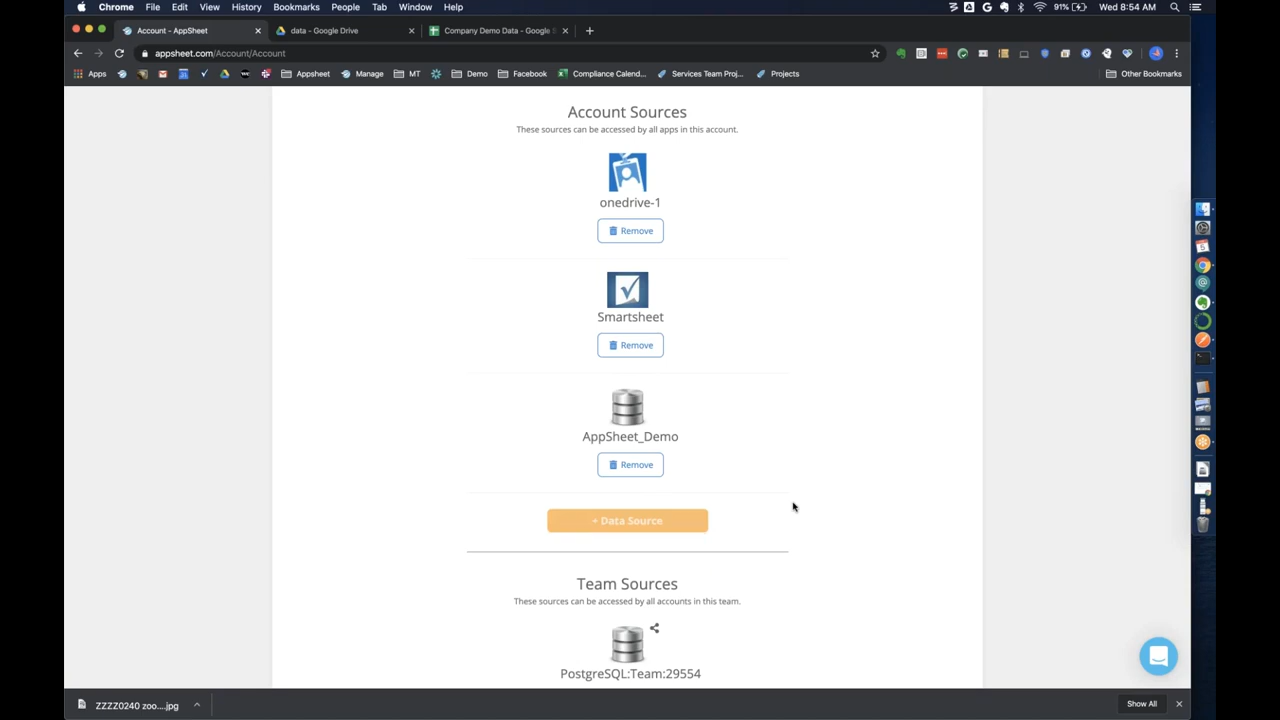 Chrome File Edit View History Bookmarks People Tab Window Help 91% Wed 8:54 AM
Account - AppSheet data - Google Drive Company Demo Data - Google S
appsheet.com/Account/Account
Apps Appsheet Manage MT Demo Facebook Compliance Calend... Services Team Proj... Projects Other Bookmarks
Account Sources
These sources can be accessed by all apps in this account.
onedrive-1
Remove
Smartsheet
Remove
AppSheet_Demo
Remove
+ Data Source
Team Sources
These sources can be accessed by all accounts in this team.
PostgreSQL:Team:29554
ZZZZ0240 zoo....jpg Show All